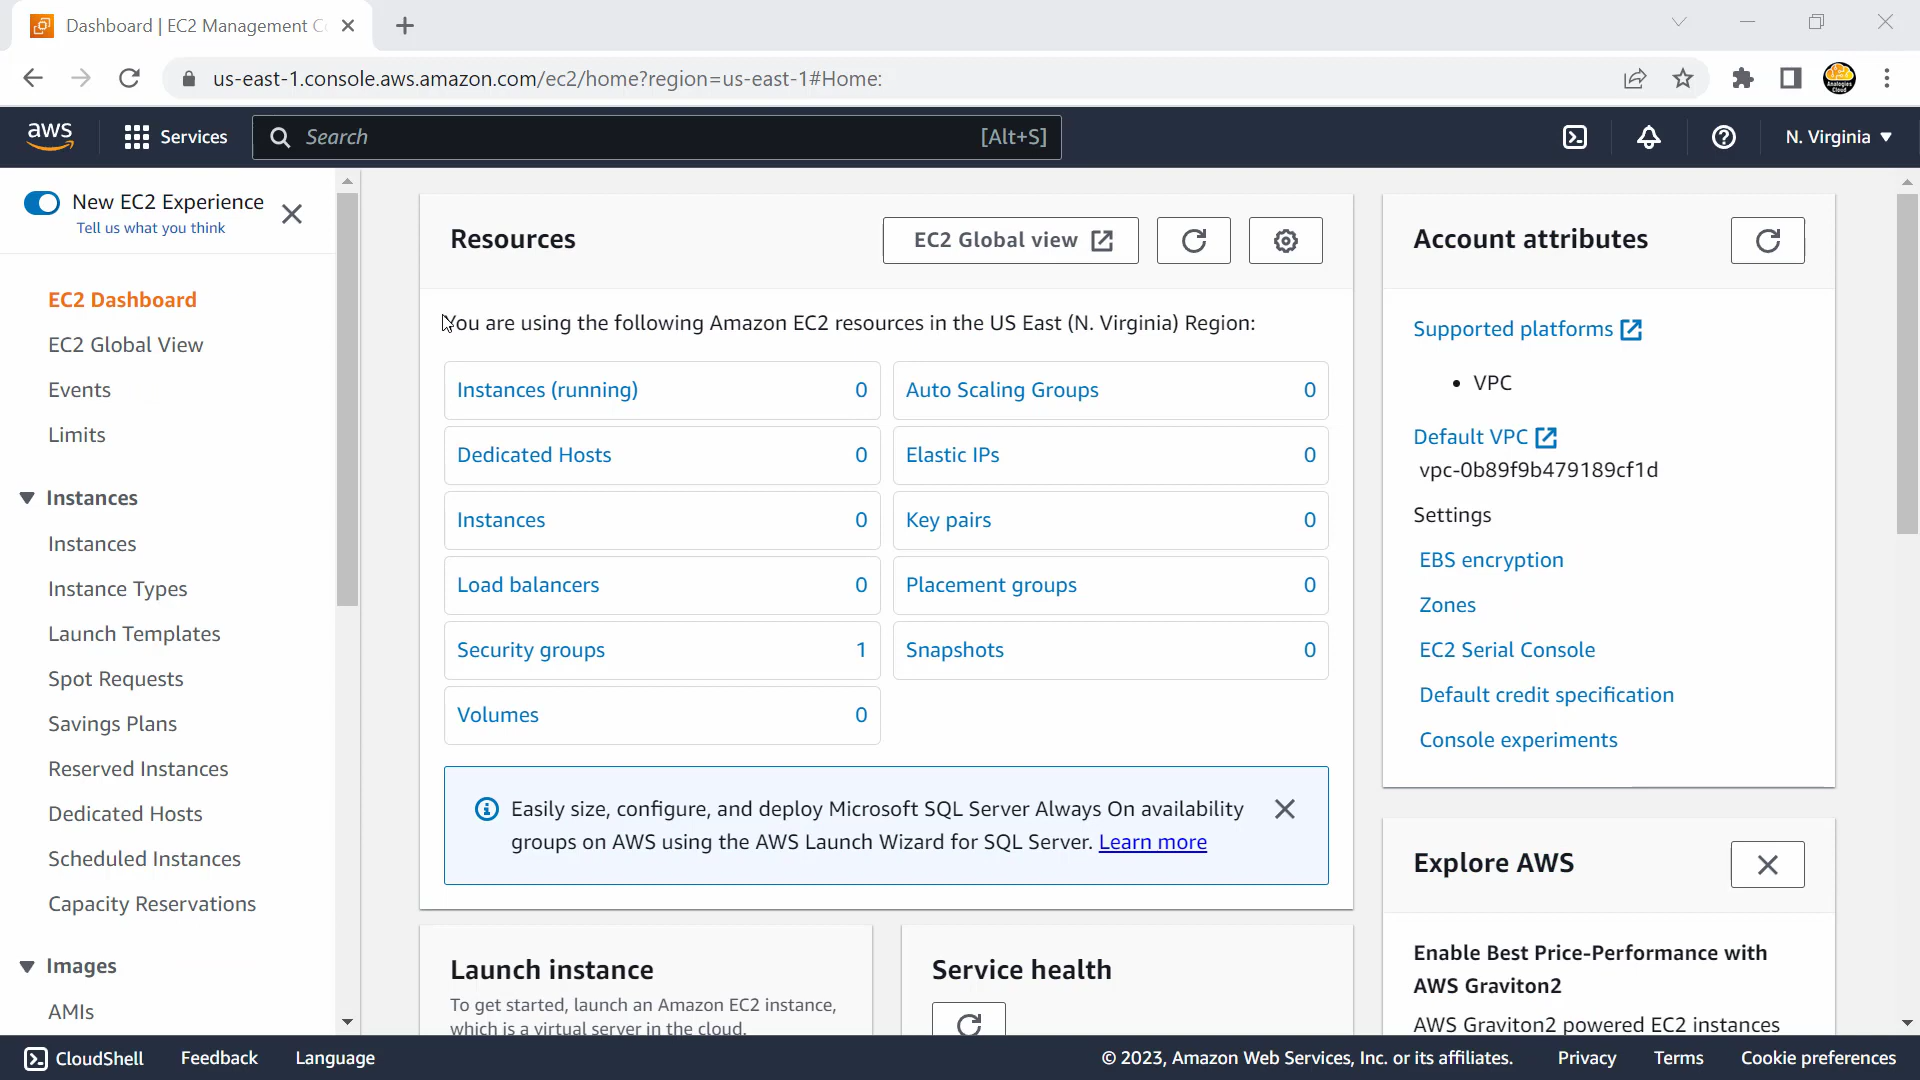 Dashboard | EC2 Management C
us-east-1.console.aws.amazon.com/ec2/home?region=us-east-1#Home:
aws
Services
Search
[Alt+S]
N. Virginia
New EC2 Experience
Tell us what you think
EC2 Dashboard
EC2 Global View
Events
Limits
Instances
Instances
Instance Types
Launch Templates
Spot Requests
Savings Plans
Reserved Instances
Dedicated Hosts
Scheduled Instances
Capacity Reservations
Images
AMIs
Resources
EC2 Global view
You are using the following Amazon EC2 resources in the US East (N. Virginia) Region:
Instances (running) 0
Auto Scaling Groups 0
Dedicated Hosts 0
Elastic IPs 0
Instances 0
Key pairs 0
Load balancers 0
Placement groups 0
Security groups 1
Snapshots 0
Volumes 0
Easily size, configure, and deploy Microsoft SQL Server Always On availability
groups on AWS using the AWS Launch Wizard for SQL Server. Learn more
Launch instance
To get started, launch an Amazon EC2 instance,
which is a virtual server in the cloud.
Service health
Account attributes
Supported platforms
• VPC
Default VPC
vpc-0b89f9b479189cf1d
Settings
EBS encryption
Zones
EC2 Serial Console
Default credit specification
Console experiments
Explore AWS
Enable Best Price-Performance with
AWS Graviton2
AWS Graviton2 powered EC2 instances
CloudShell
Feedback
Language
© 2023, Amazon Web Services, Inc. or its affiliates.
Privacy
Terms
Cookie preferences